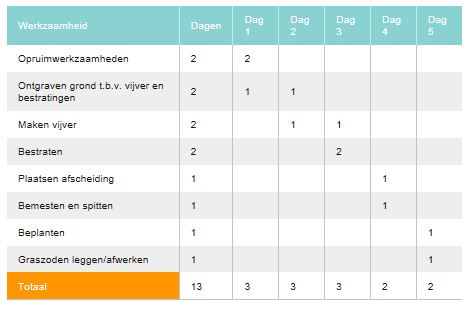 Werkzaamheid Dagen Dag 1 Dag 2 Dag 3 Dag 4 Dag 5
Opruimwerkzaamheden 2 2
Ontgraven grond t.b.v. vijver en
bestratingen 2 1 1
Maken vijver 2 1 1
Bestraten 2 2
Plaatsen afscheiding 1 1
Bemesten en spitten 1 1
Beplanten 1 1
Graszoden leggen/afwerken 1 1
Totaal 13 3 3 3 2 2